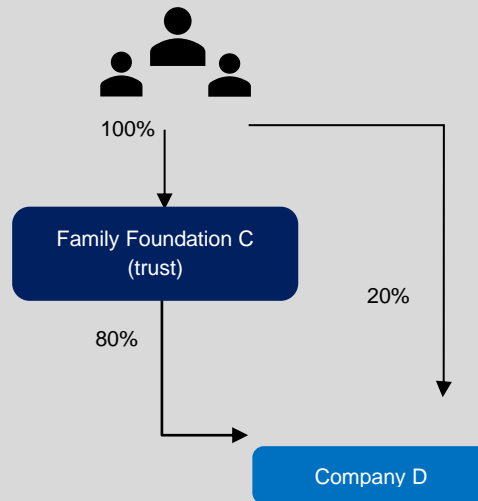 100%
Family Foundation C
(trust)
20%
80%
Company D